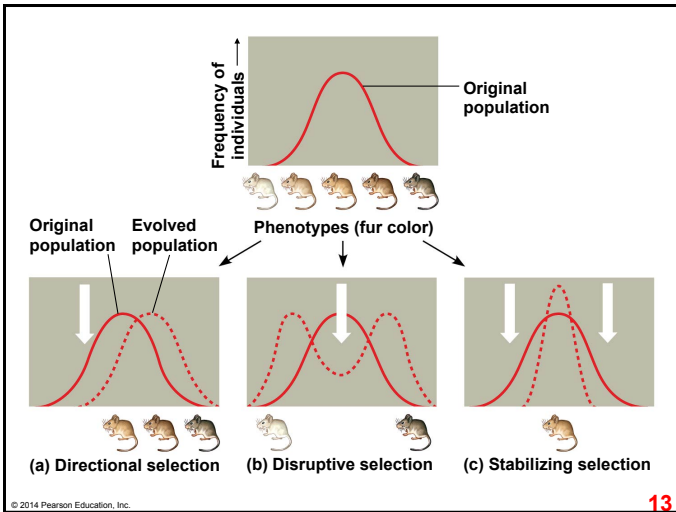 Frequency of
individuals
Original
population
Phenotypes (fur color)
Original
population
Evolved
population
(a) Directional selection
(b) Disruptive selection
(c) Stabilizing selection
© 2014 Pearson Education, Inc.
13